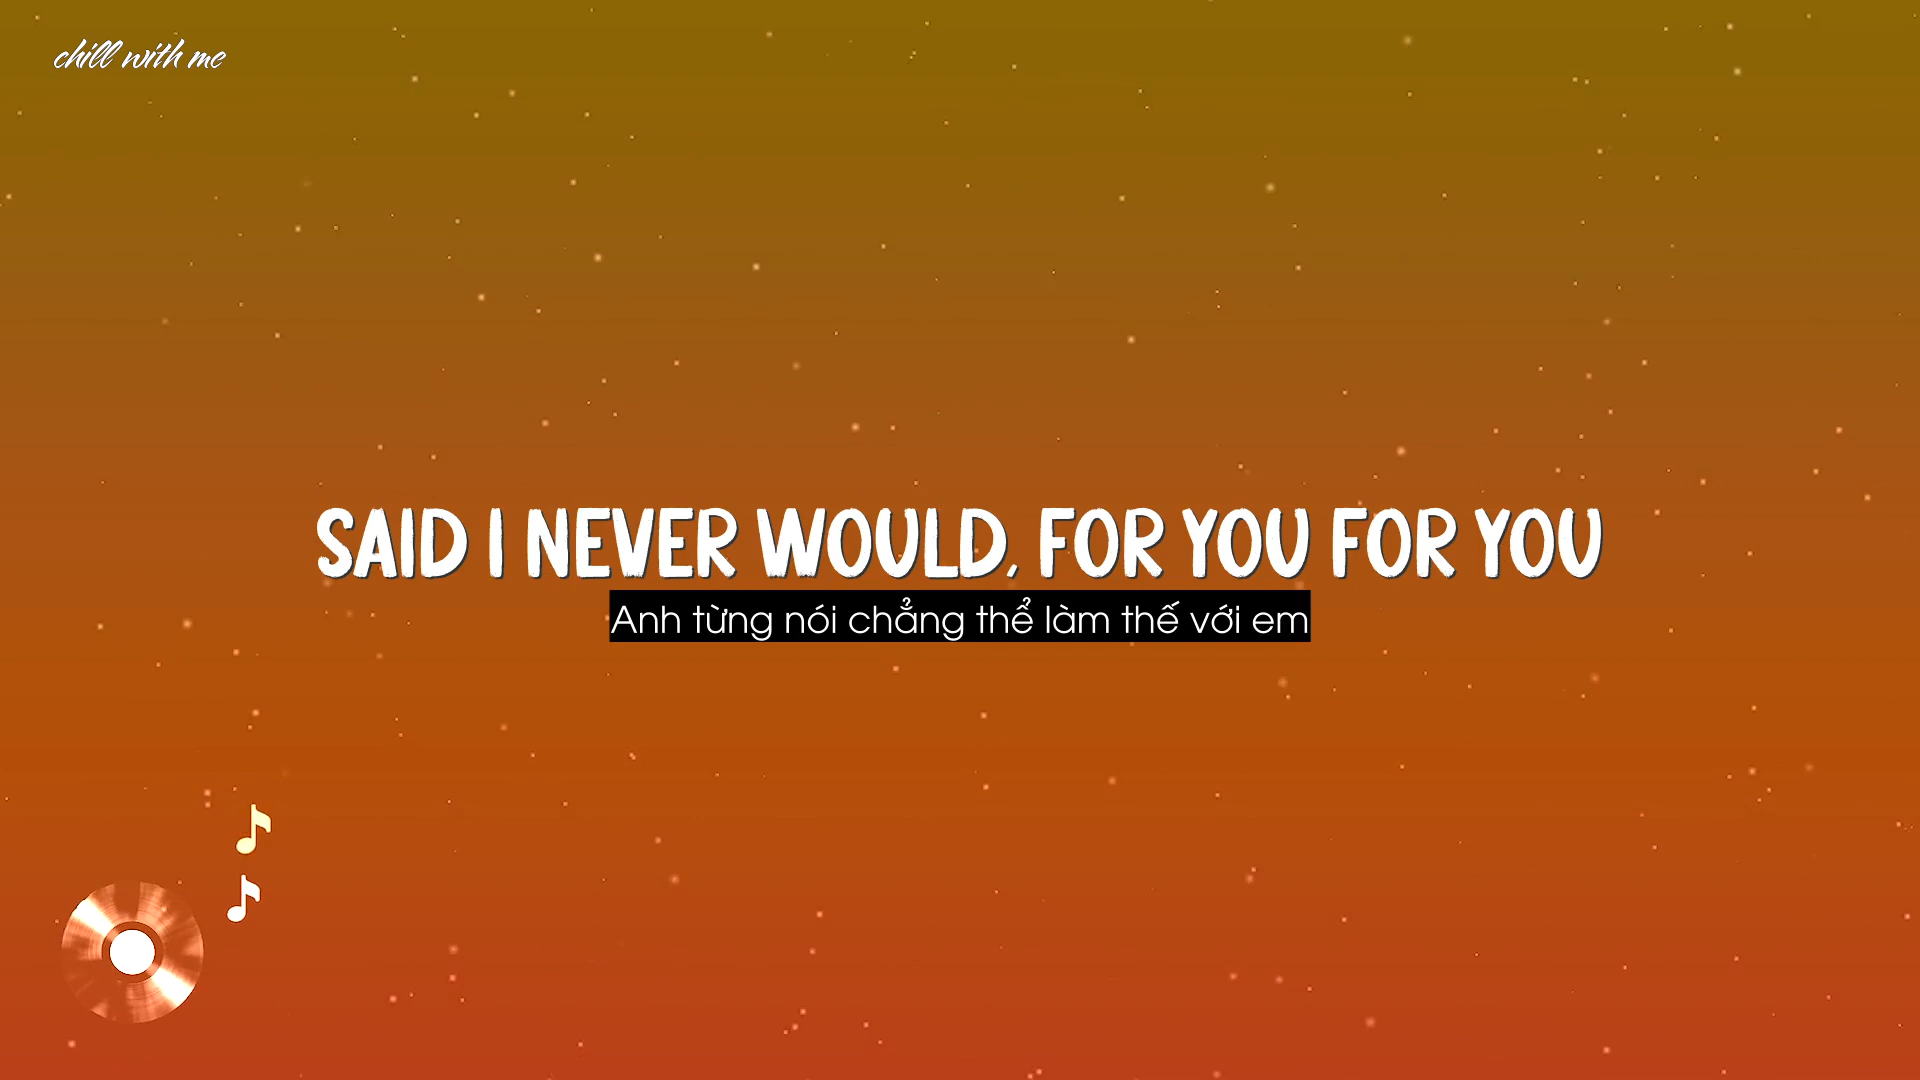 chill with me
SAID I NEVER WOULD, FOR YOU FOR YOU
Anh từng nói chẳng thể làm thế với em